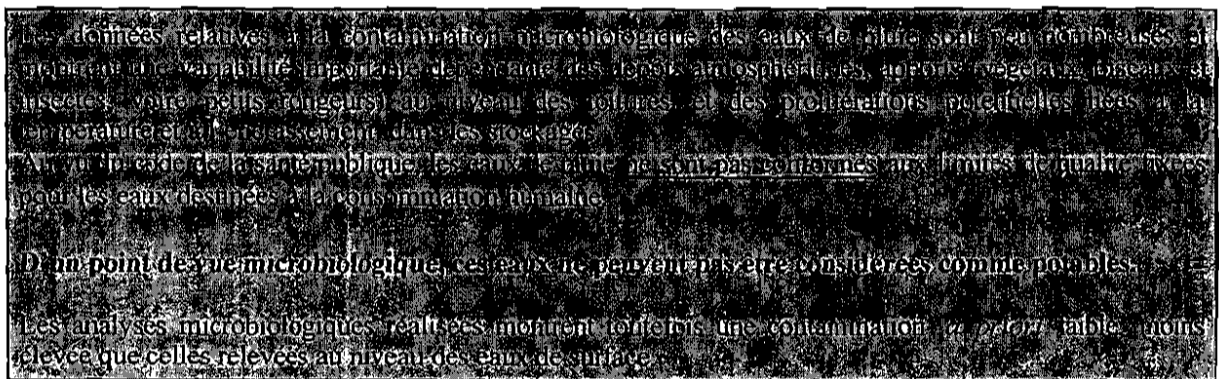 Les données relatives à la contamination microbiologique des eaux de pluie sont peu nombreuses et
montrent une variabilité importante dépendante des dépôts atmosphériques, apports (végétaux, oiseaux et
insectes, voire petits rongeurs) au niveau des toitures et des proliférations potentielles liées à la
température et à l'encrassement dans les stockages.
Au vu du code de la santé publique, les eaux de pluie ne sont pas conformes aux limites de qualité fixées
pour les eaux destinées à la consommation humaine.
D'un point de vue microbiologique, ces eaux ne peuvent pas être considérées comme potables.
Les analyses microbiologiques réalisées montrent toutefois une contamination a priori faible, moins
élevée que celles relevées au niveau des eaux de surface.